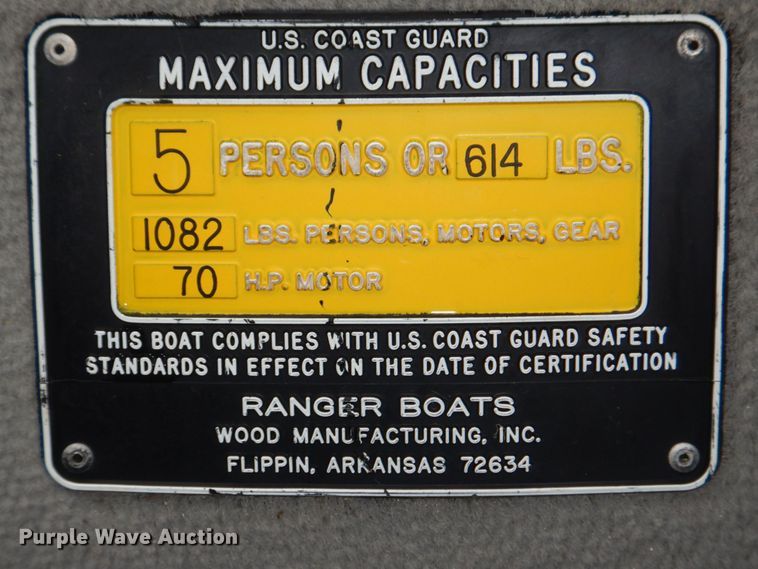 U.S. COAST GUARD
MAXIMUM CAPACITIES
5 PERSONS OR 614 LBS.
1082 LBS. PERSONS, MOTORS, GEAR
70 H.P. MOTOR
THIS BOAT COMPLIES WITH U.S. COAST GUARD SAFETY
STANDARDS IN EFFECT ON THE DATE OF CERTIFICATION
RANGER BOATS
WOOD MANUFACTURING, INC.
FLIPPIN, ARKANSAS 72634
Purple Wave Auction